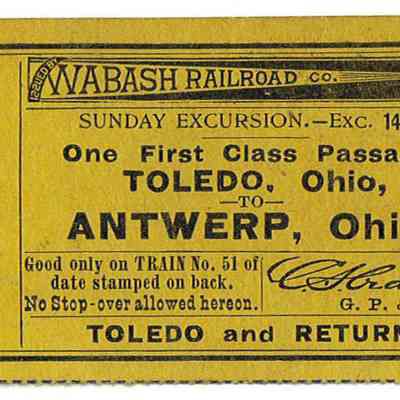 ISSUED BY WABASH RAILROAD CO.
SUNDAY EXCURSION.—Exc. 14
One First Class Passa
TOLEDO, Ohio,
—TO—
ANTWERP, Ohi
Good only on TRAIN No. 51 of
date stamped on back.
No Stop-over allowed hereon.
G. P.
TOLEDO and RETURN